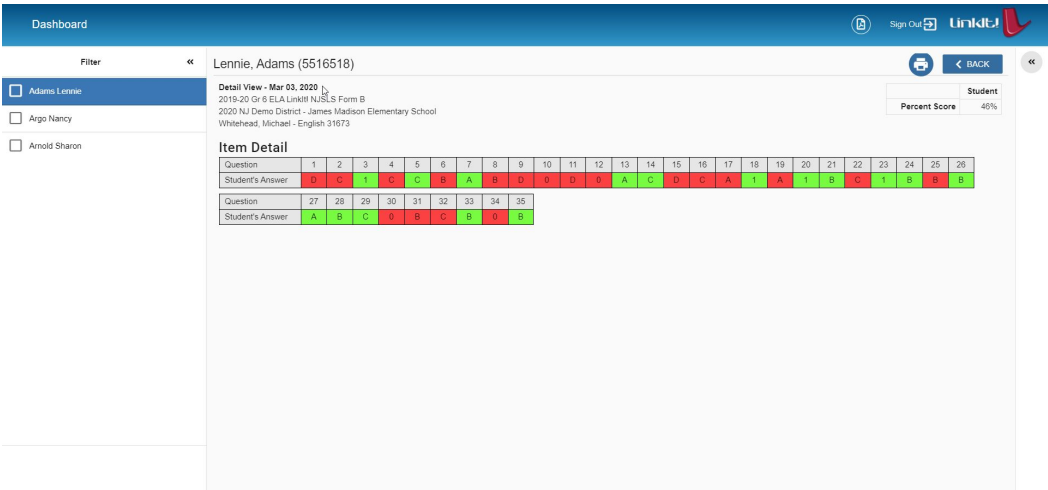 Dashboard
Sign Out
LinkIt!
Filter
«
Lennie, Adams (5516518)
BACK
«
Adams Lennie
Argo Nancy
Arnold Sharon
Detail View - Mar 03, 2020
2019-20 Gr 6 ELA LinkIt! NJSLS Form B
2020 NJ Demo District - James Madison Elementary School
Whitehead, Michael - English 31673
Student
Percent Score 46%
Item Detail
Question 1 2 3 4 5 6 7 8 9 10 11 12 13 14 15 16 17 18 19 20 21 22 23 24 25 26
Student's Answer D C 1 C C B A B D 0 D 0 A C D C A 1 A 1 B C 1 B B B
Question 27 28 29 30 31 32 33 34 35
Student's Answer A B C 0 B C B 0 B